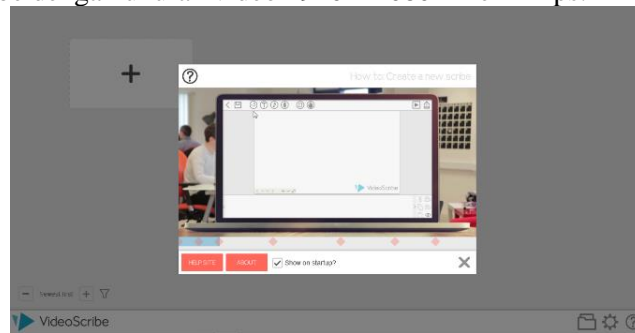 How to: Create a new scribe
VideoScribe
HELP SITE
ABOUT
Show on startup?
Newest first
VideoScribe